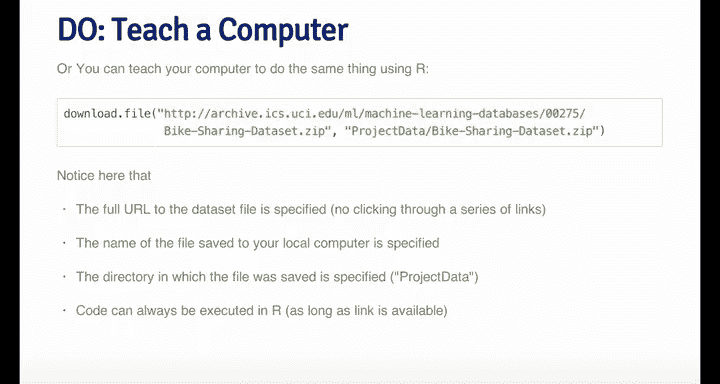 DO: Teach a Computer
Or You can teach your computer to do the same thing using R:
download.file("http://archive.ics.uci.edu/ml/machine-learning-databases/00275/
Bike-Sharing-Dataset.zip", "ProjectData/Bike-Sharing-Dataset.zip")
Notice here that
· The full URL to the dataset file is specified (no clicking through a series of links)
· The name of the file saved to your local computer is specified
· The directory in which the file was saved is specified ("ProjectData")
· Code can always be executed in R (as long as link is available)